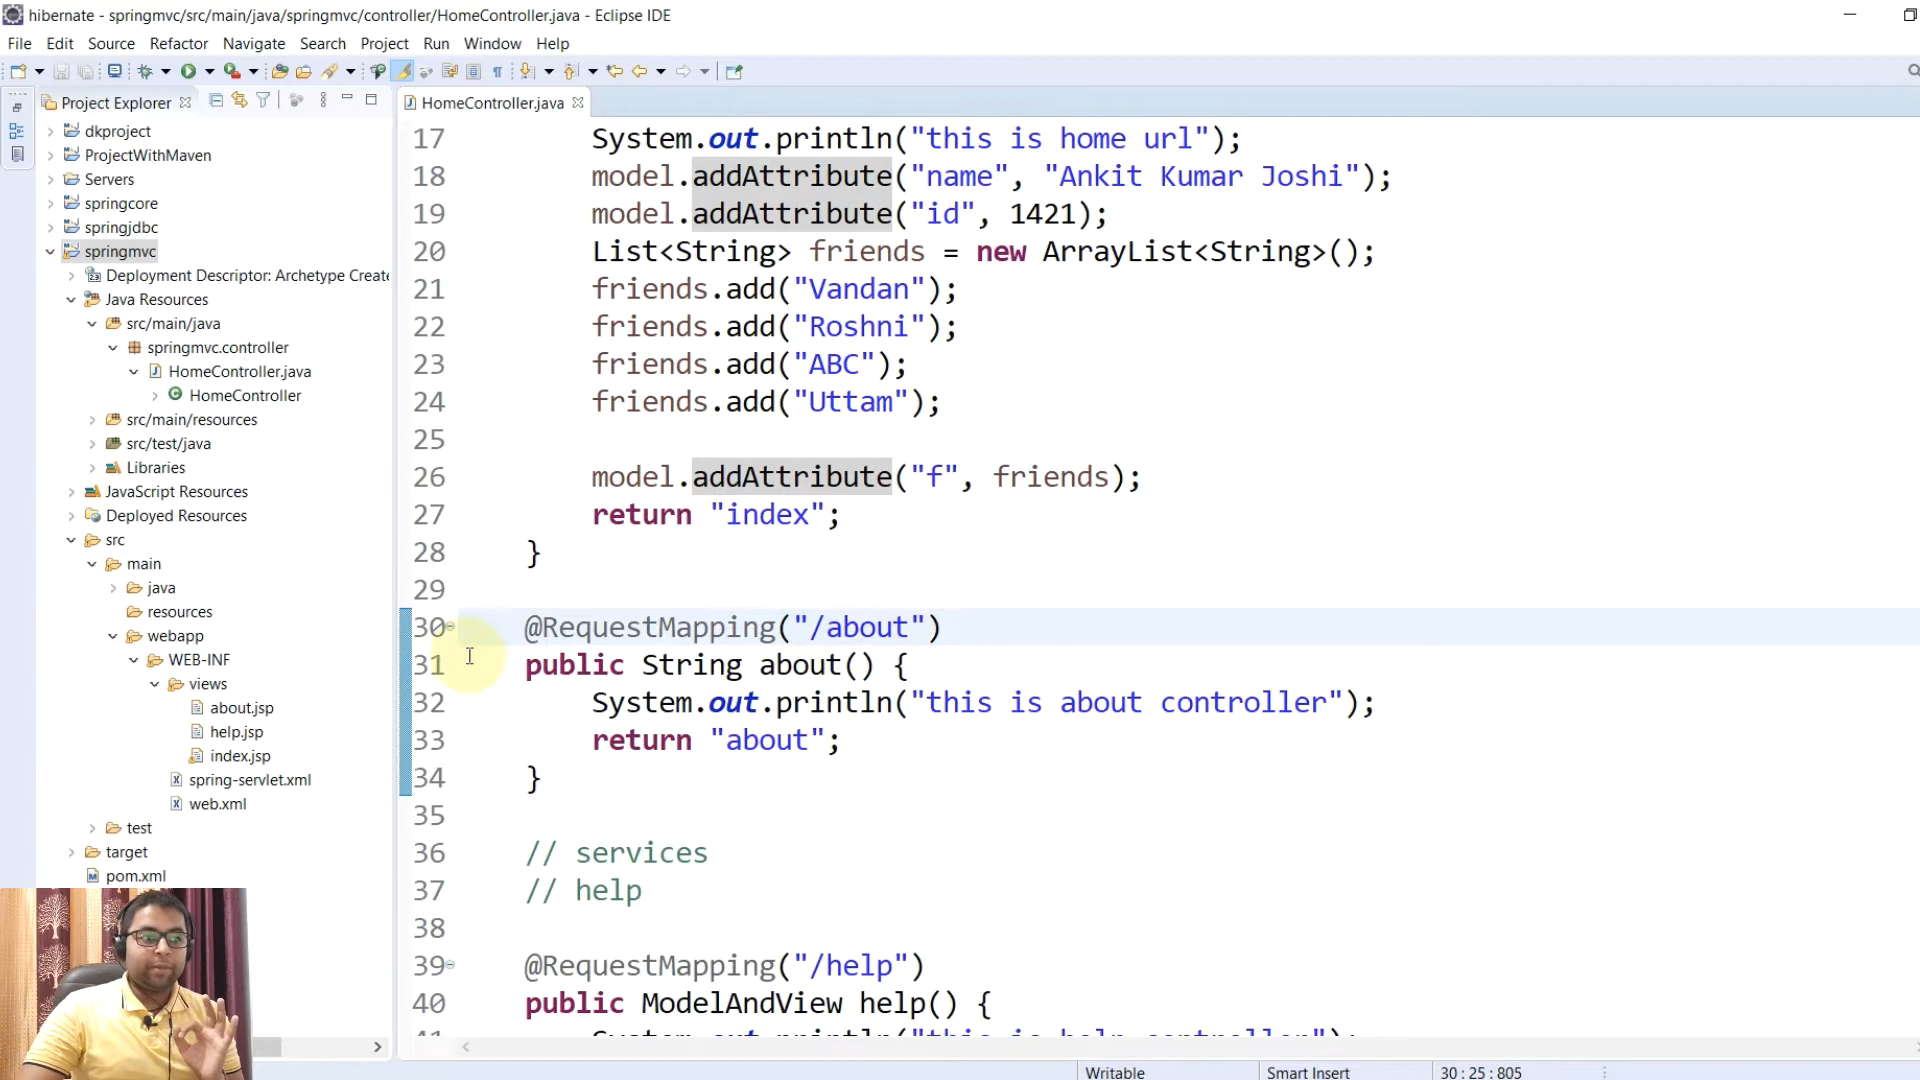 hibernate - springmvc/src/main/java/springmvc/controller/HomeController.java - Eclipse IDE
File Edit Source Refactor Navigate Search Project Run Window Help
Project Explorer
HomeController.java
dkproject
ProjectWithMaven
Servers
springcore
springjdbc
springmvc
Deployment Descriptor: Archetype Create
Java Resources
src/main/java
springmvc.controller
HomeController.java
HomeController
src/main/resources
src/test/java
Libraries
JavaScript Resources
Deployed Resources
src
main
java
resources
webapp
WEB-INF
views
about.jsp
help.jsp
index.jsp
spring-servlet.xml
web.xml
test
target
pom.xml
17 System.out.println("this is home url");
18 model.addAttribute("name", "Ankit Kumar Joshi");
19 model.addAttribute("id", 1421);
20 List<String> friends = new ArrayList<String>();
21 friends.add("Vandan");
22 friends.add("Roshni");
23 friends.add("ABC");
24 friends.add("Uttam");
25
26 model.addAttribute("f", friends);
27 return "index";
28 }
29
30 @RequestMapping("/about")
31 public String about() {
32 System.out.println("this is about controller");
33 return "about";
34 }
35
36 // services
37 // help
38
39 @RequestMapping("/help")
40 public ModelAndView help() {
41 System.out.println("this is help controller");
Writable Smart Insert 30 : 25 : 805